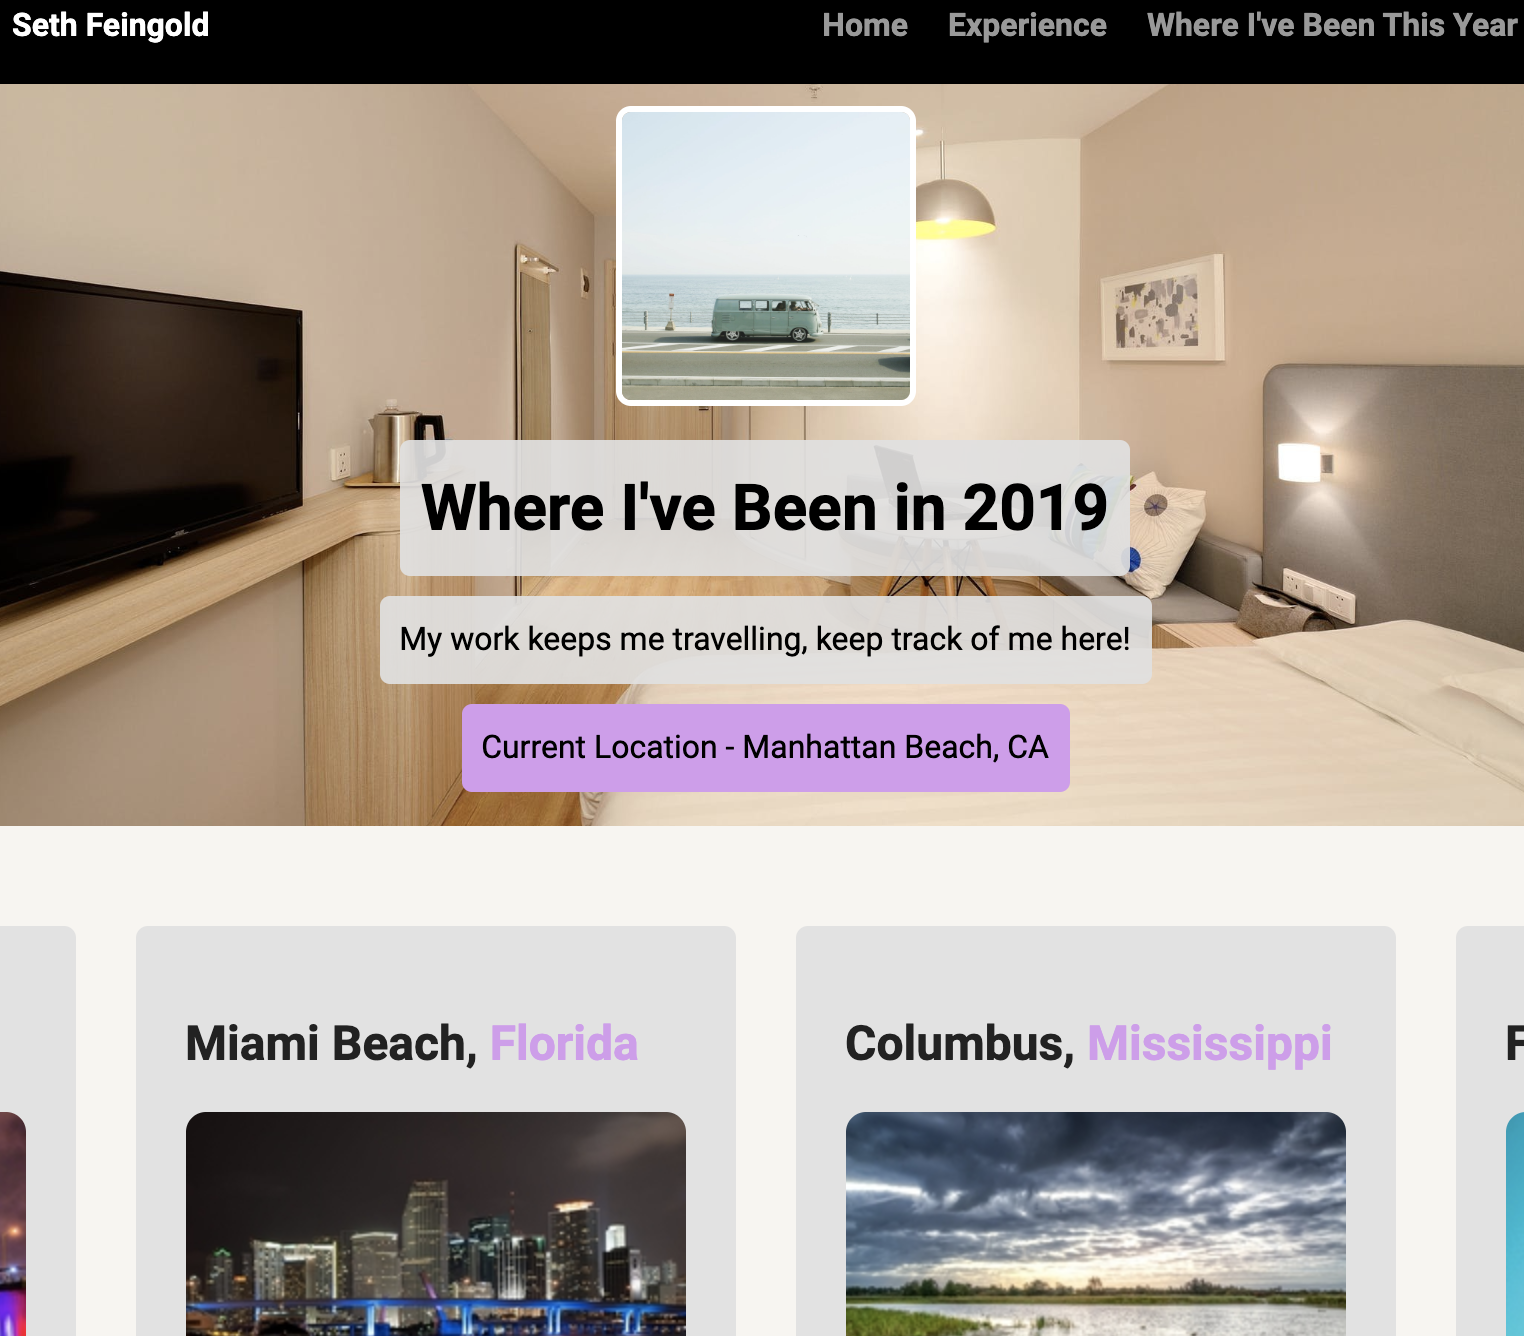 Seth Feingold
Home Experience Where I've Been This Year
Where I've Been in 2019
My work keeps me travelling, keep track of me here!
Current Location - Manhattan Beach, CA
Miami Beach, Florida
Columbus, Mississippi